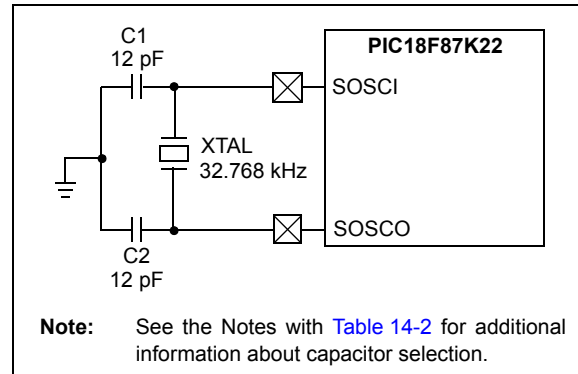 C1
12 pF
PIC18F87K22
SOSCI
XTAL
32.768 kHz
SOSCO
C2
12 pF
Note: See the Notes with Table 14-2 for additional
information about capacitor selection.